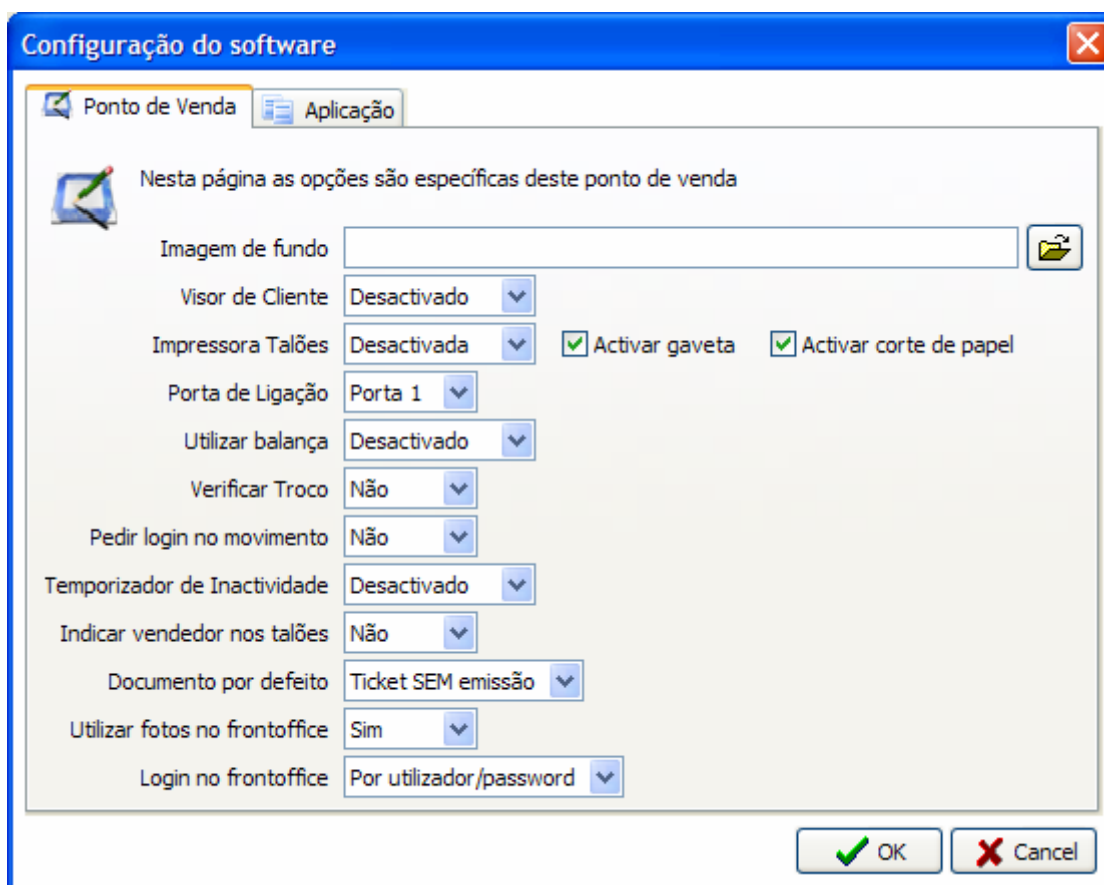 Configuração do software
Ponto de Venda Aplicação
Nesta página as opções são específicas deste ponto de venda
Imagem de fundo
Visor de Cliente Desactivado
Impressora Talões Desactivada Activar gaveta Activar corte de papel
Porta de Ligação Porta 1
Utilizar balança Desactivado
Verificar Troco Não
Pedir login no movimento Não
Temporizador de Inactividade Desactivado
Indicar vendedor nos talões Não
Documento por defeito Ticket SEM emissão
Utilizar fotos no frontoffice Sim
Login no frontoffice Por utilizador/password
OK Cancel